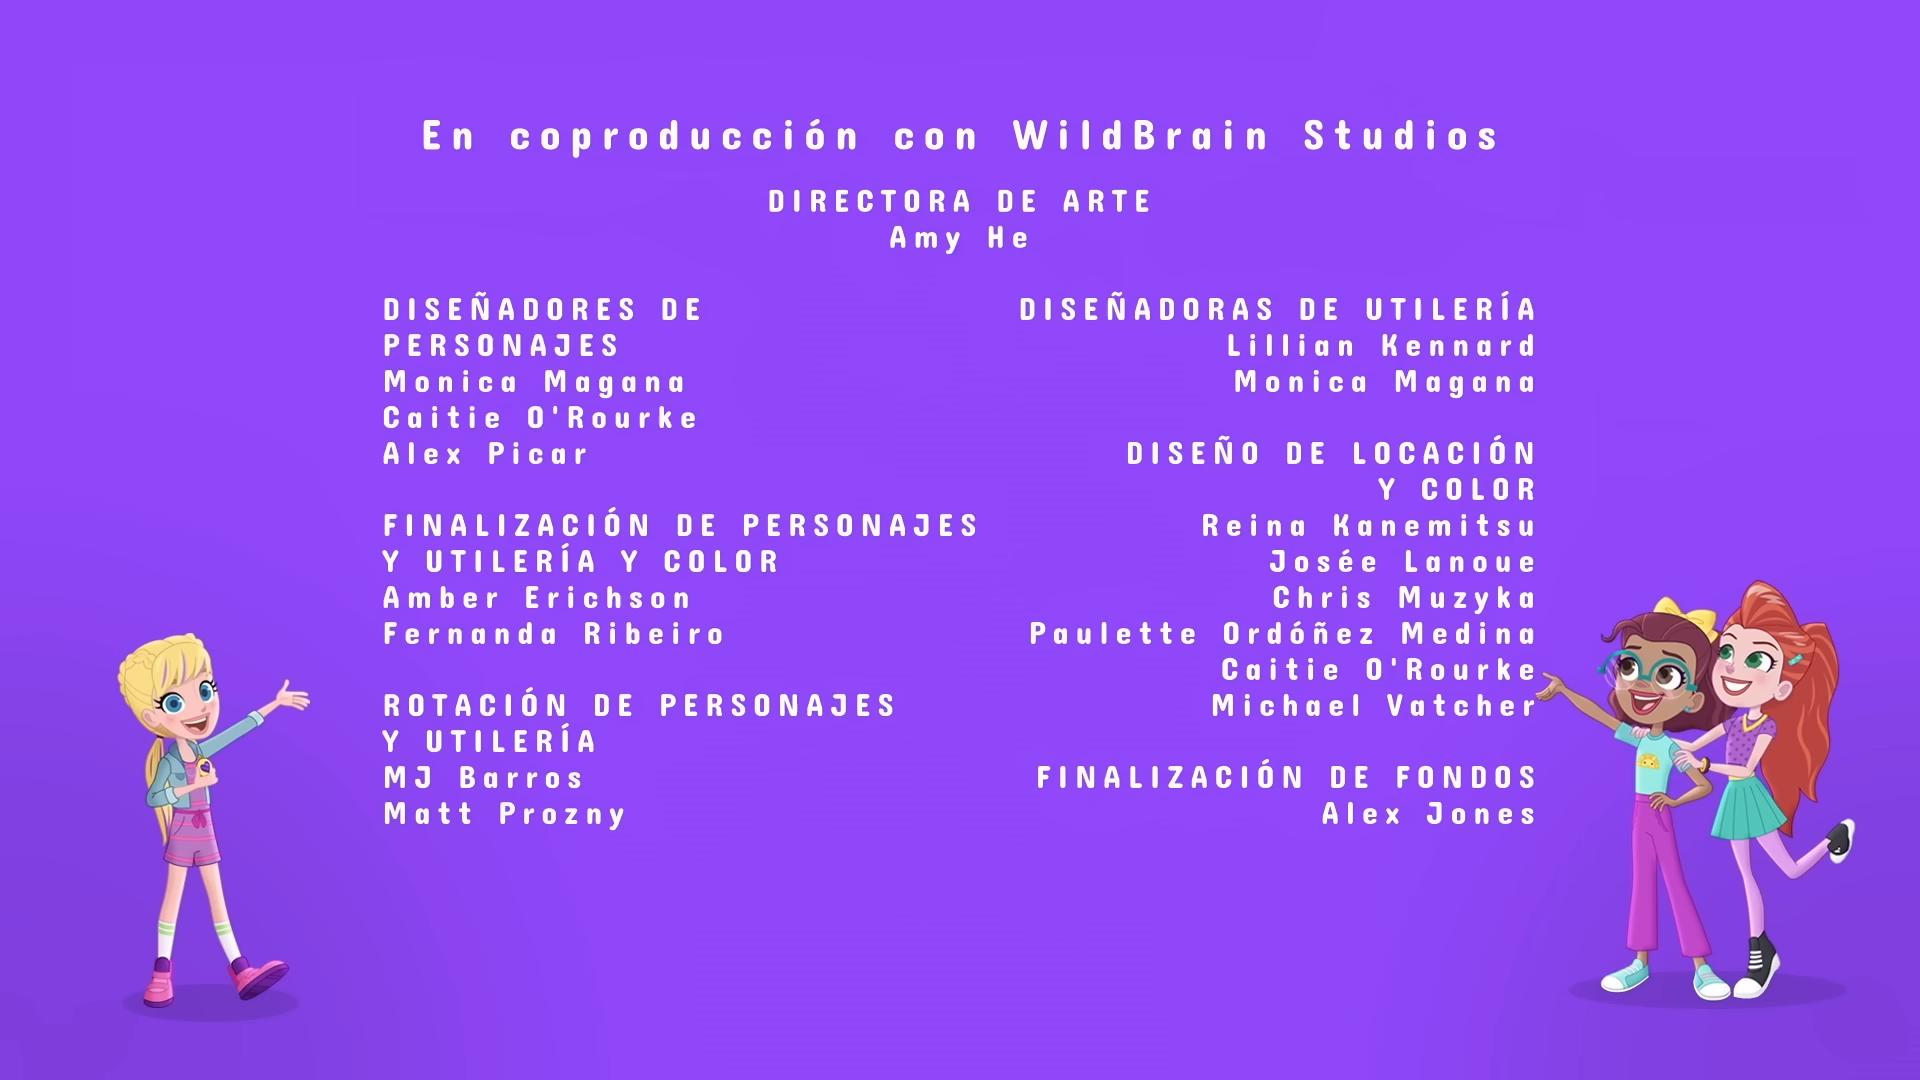 En coproducción con WildBrain Studios
DIRECTORA DE ARTE
Amy He
DISEÑADORES DE
PERSONAJES
Monica Magana
Caitie O'Rourke
Alex Picar
FINALIZACIÓN DE PERSONAJES
Y UTILERÍA Y COLOR
Amber Erichson
Fernanda Ribeiro
ROTACIÓN DE PERSONAJES
Y UTILERÍA
MJ Barros
Matt Prozny
DISEÑADORAS DE UTILERÍA
Lillian Kennard
Monica Magana
DISEÑO DE LOCACIÓN
Y COLOR
Reina Kanemitsu
Josée Lanoue
Chris Muzyka
Paulette Ordóñez Medina
Caitie O'Rourke
Michael Vatcher
FINALIZACIÓN DE FONDOS
Alex Jones